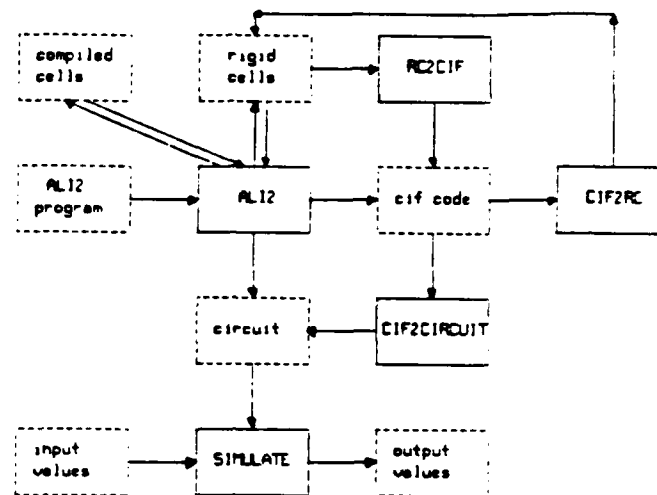 compiled
cells
rigid
cells
RC2CIF
ALI2
program
ALI2
cif code
CIF2RC
circuit
CIF2CIRCUIT
input
values
SIMULATE
output
values